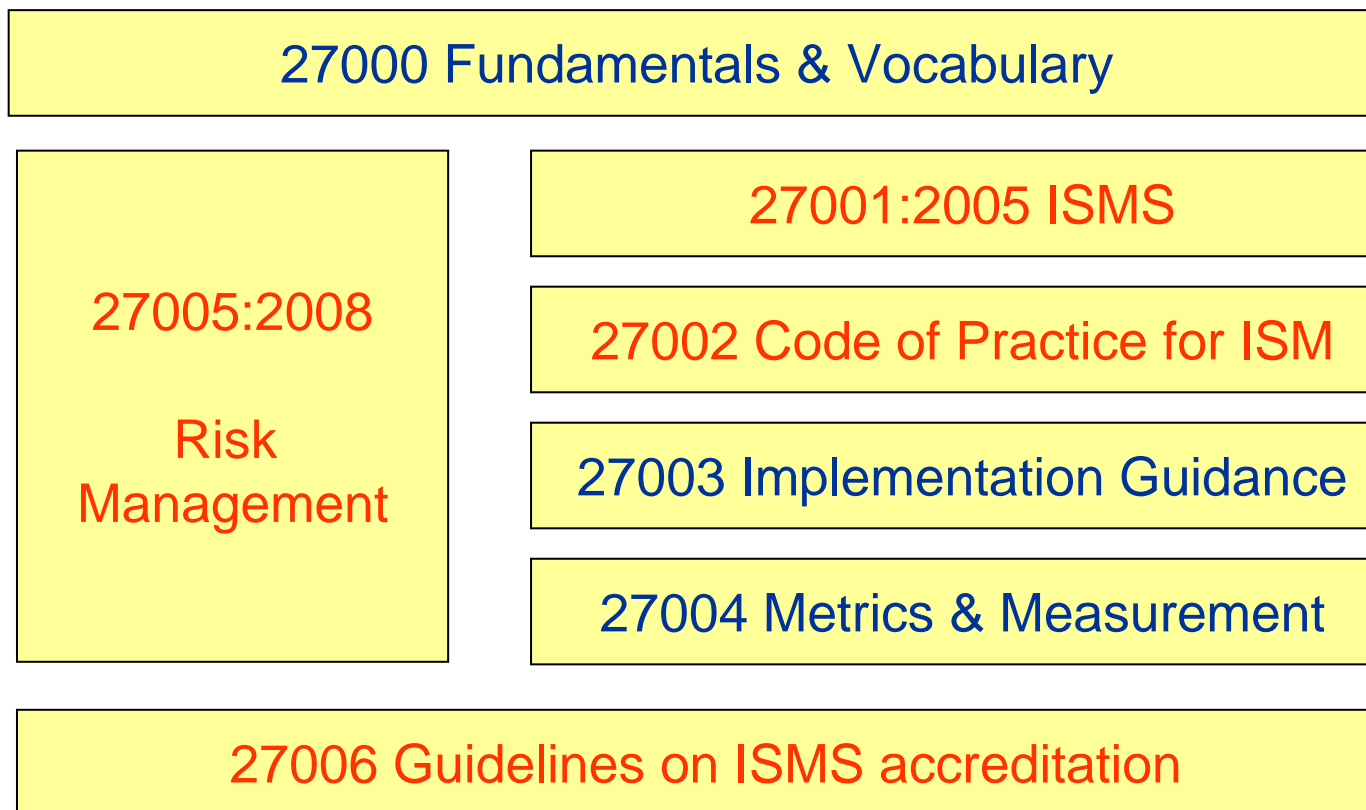 27000 Fundamentals & Vocabulary
27005:2008
Risk
Management
27001:2005 ISMS
27002 Code of Practice for ISM
27003 Implementation Guidance
27004 Metrics & Measurement
27006 Guidelines on ISMS accreditation